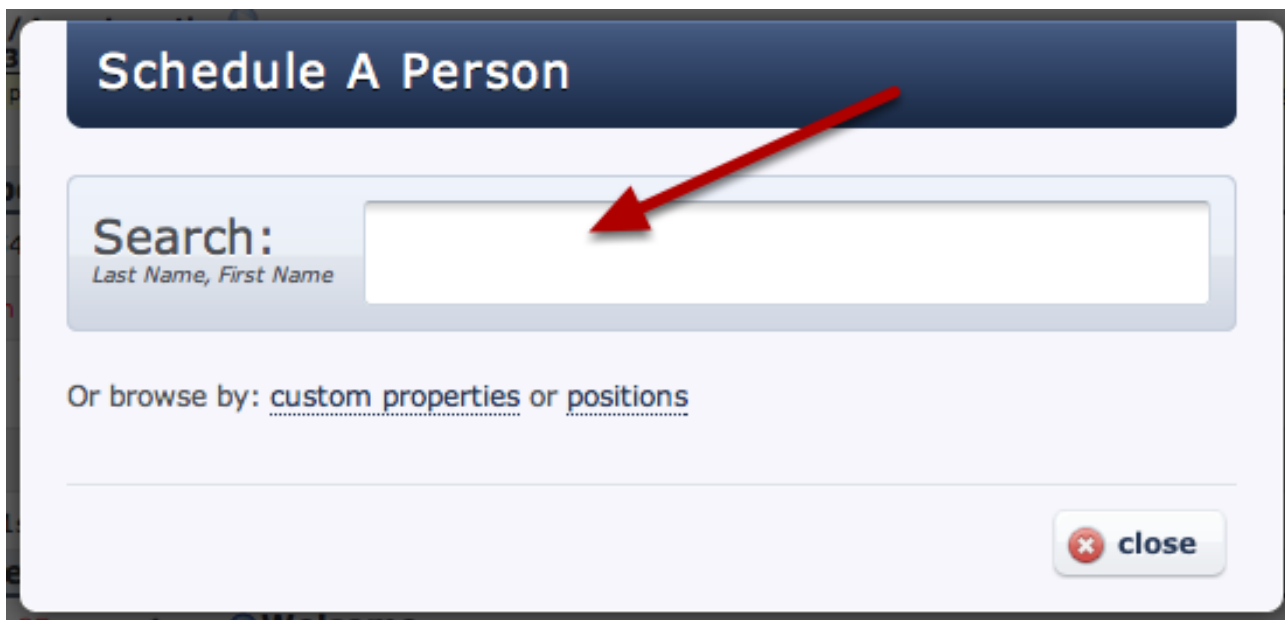 Schedule A Person
Search:
Last Name, First Name
Or browse by: custom properties or positions
close